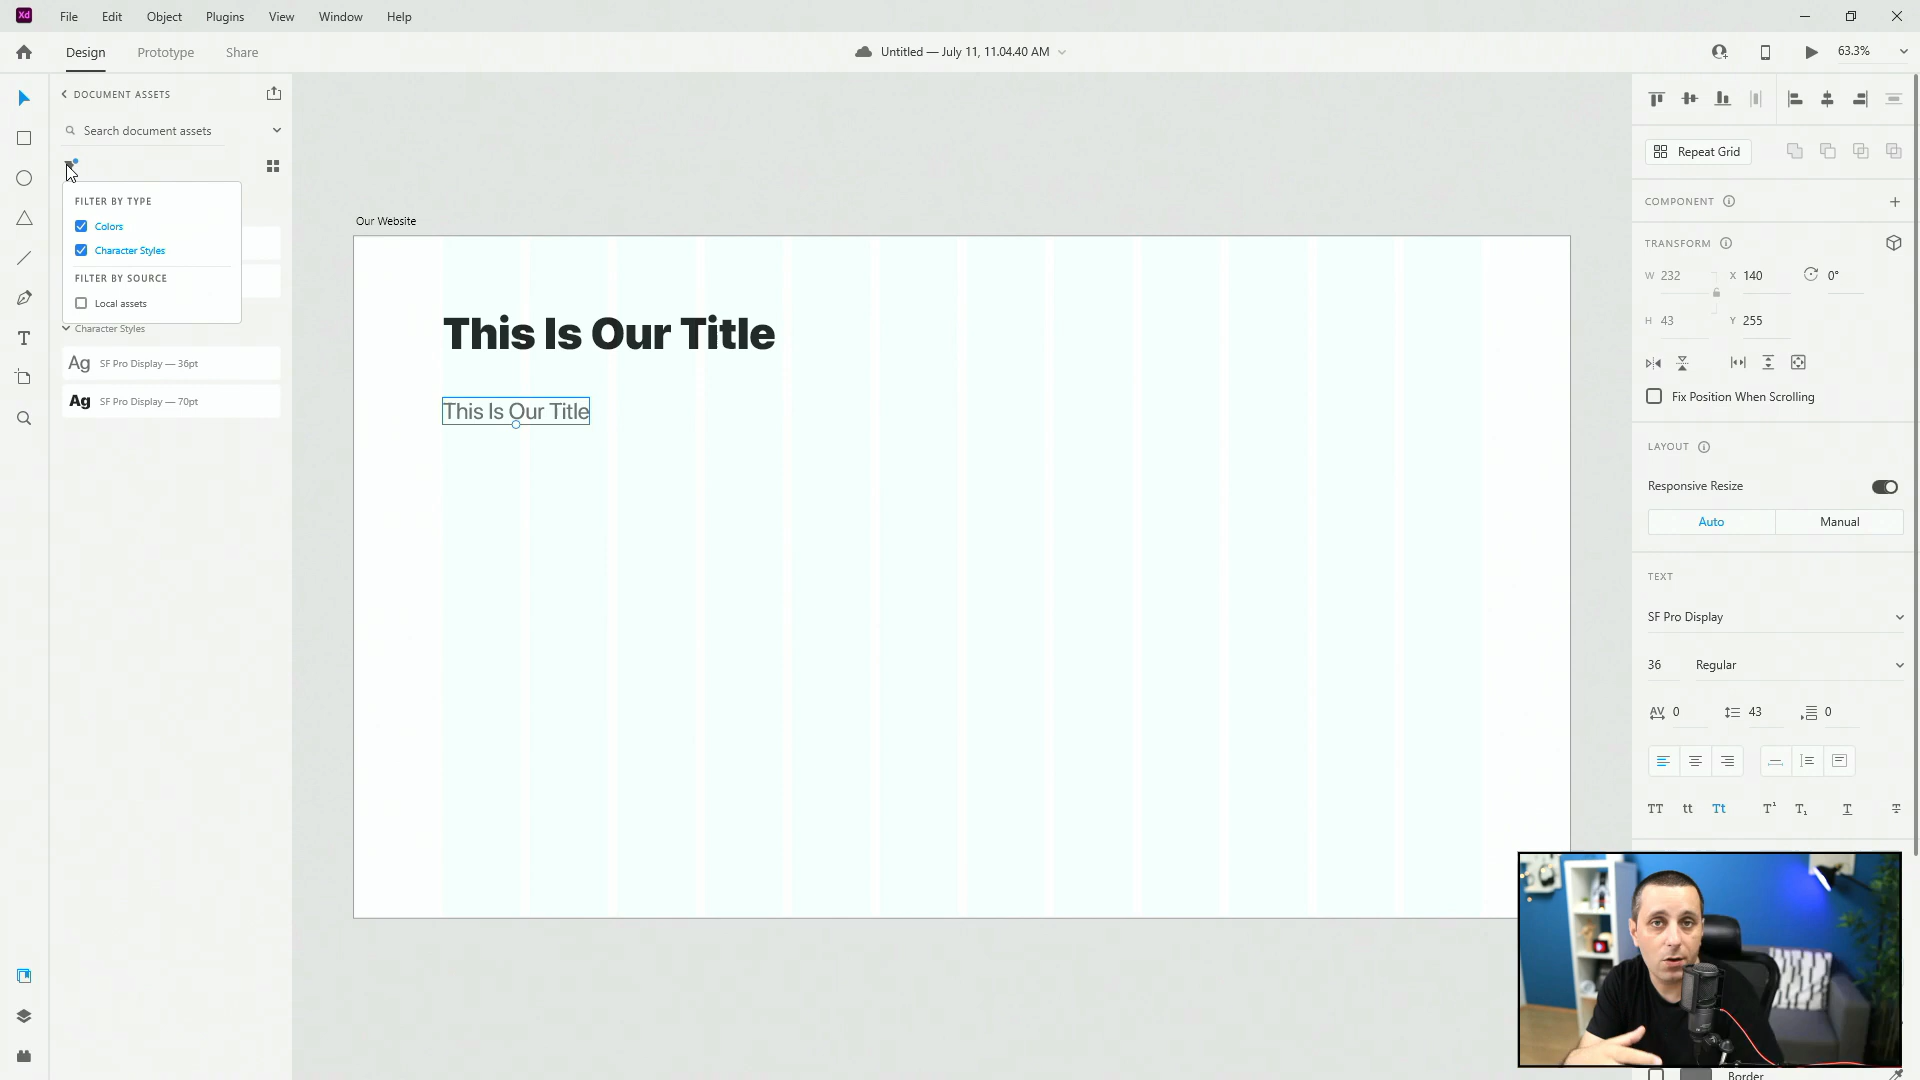 Xd File Edit Object Plugins View Window Help
Design Prototype Share
Untitled — July 11, 11.04.40 AM
63.3%
DOCUMENT ASSETS
Search document assets
FILTER BY TYPE
Colors
Character Styles
FILTER BY SOURCE
Local assets
Character Styles
Ag SF Pro Display — 36pt
Ag SF Pro Display — 70pt
T
Our Website
This Is Our Title
This Is Our Title
Repeat Grid
COMPONENT
TRANSFORM
W 232 X 140 0°
H 43 Y 255
Fix Position When Scrolling
LAYOUT
Responsive Resize
Auto Manual
TEXT
SF Pro Display
36 Regular
AV 0 43 0
TT tt Tt T¹ T₁ T T
Border